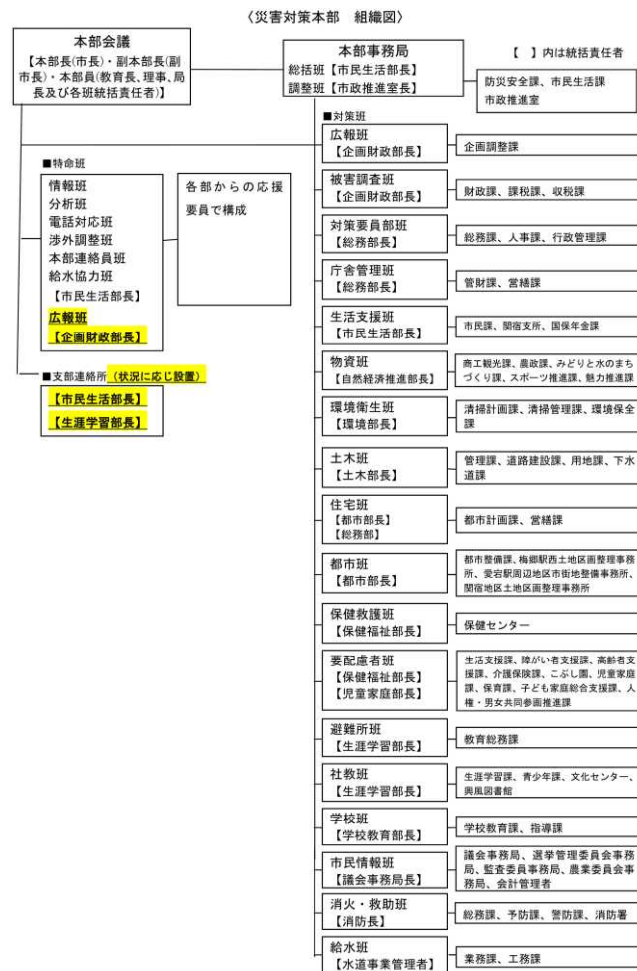 〈災害対策本部　組織図〉
本部会議
【本部長(市長)・副本部長(副
市長)・本部員(教育長、理事、局
長及び各班統括責任者)】
本部事務局
総括班【市民生活部長】
調整班【市政推進室長】
【　】内は統括責任者
防災安全課、市民生活課
市政推進室
■特命班
情報班
分析班
電話対応班
渉外調整班
本部連絡員班
給水協力班
【市民生活部長】
広報班
【企画財政部長】
各部からの応援
要員で構成
■支部連絡所（状況に応じ設置）
【市民生活部長】
【生涯学習部長】
■対策班
広報班
【企画財政部長】
企画調整課
被害調査班
【企画財政部長】
財政課、課税課、収税課
対策要員部班
【総務部長】
総務課、人事課、行政管理課
庁舎管理班
【総務部長】
管財課、営繕課
生活支援班
【市民生活部長】
市民課、関宿支所、国保年金課
物資班
【自然経済推進部長】
商工観光課、農政課、みどりと水のまち
づくり課、スポーツ推進課、魅力推進課
環境衛生班
【環境部長】
清掃計画課、清掃管理課、環境保全
課
土木班
【土木部長】
管理課、道路建設課、用地課、下水
道課
住宅班
【都市部長】
【総務部】
都市計画課、営繕課
都市班
【都市部長】
都市整備課、梅郷駅西土地区画整理事務
所、愛宕駅周辺地区市街地整備事務所、
関宿地区土地区画整理事務所
保健救護班
【保健福祉部長】
保健センター
要配慮者班
【保健福祉部長】
【児童家庭部長】
生活支援課、障がい者支援課、高齢者支
援課、介護保険課、こぶし園、児童家庭
課、保育課、子ども家庭総合支援課、人
権・男女共同参画推進課
避難所班
【生涯学習部長】
教育総務課
社教班
【生涯学習部長】
生涯学習課、青少年課、文化センター、
興風図書館
学校班
【学校教育部長】
学校教育課、指導課
市民情報班
【議会事務局長】
議会事務局、選挙管理委員会事務
局、監査委員事務局、農業委員会事
務局、会計管理者
消火・救助班
【消防長】
総務課、予防課、警防課、消防署
給水班
【水道事業管理者】
業務課、工務課